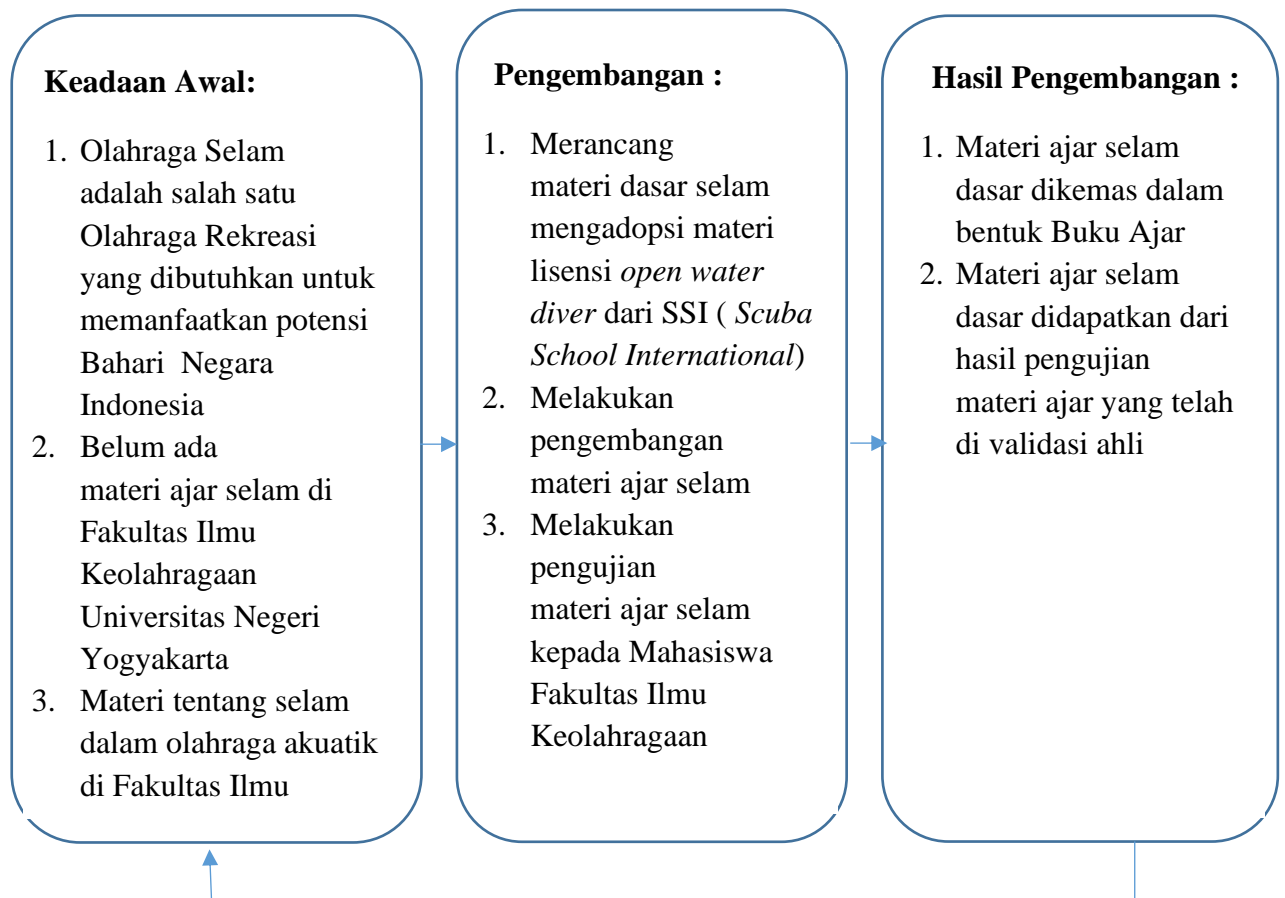 Keadaan Awal:
1. Olahraga Selam
adalah salah satu
Olahraga Rekreasi
yang dibutuhkan untuk
memanfaatkan potensi
Bahari Negara
Indonesia
2. Belum ada
materi ajar selam di
Fakultas Ilmu
Keolahragaan
Universitas Negeri
Yogyakarta
3. Materi tentang selam
dalam olahraga akuatik
di Fakultas Ilmu
Pengembangan :
1. Merancang
materi dasar selam
mengadopsi materi
lisensi open water
diver dari SSI ( Scuba
School International)
2. Melakukan
pengembangan
materi ajar selam
3. Melakukan
pengujian
materi ajar selam
kepada Mahasiswa
Fakultas Ilmu
Keolahragaan
Hasil Pengembangan :
1. Materi ajar selam
dasar dikemas dalam
bentuk Buku Ajar
2. Materi ajar selam
dasar didapatkan dari
hasil pengujian
materi ajar yang telah
di validasi ahli